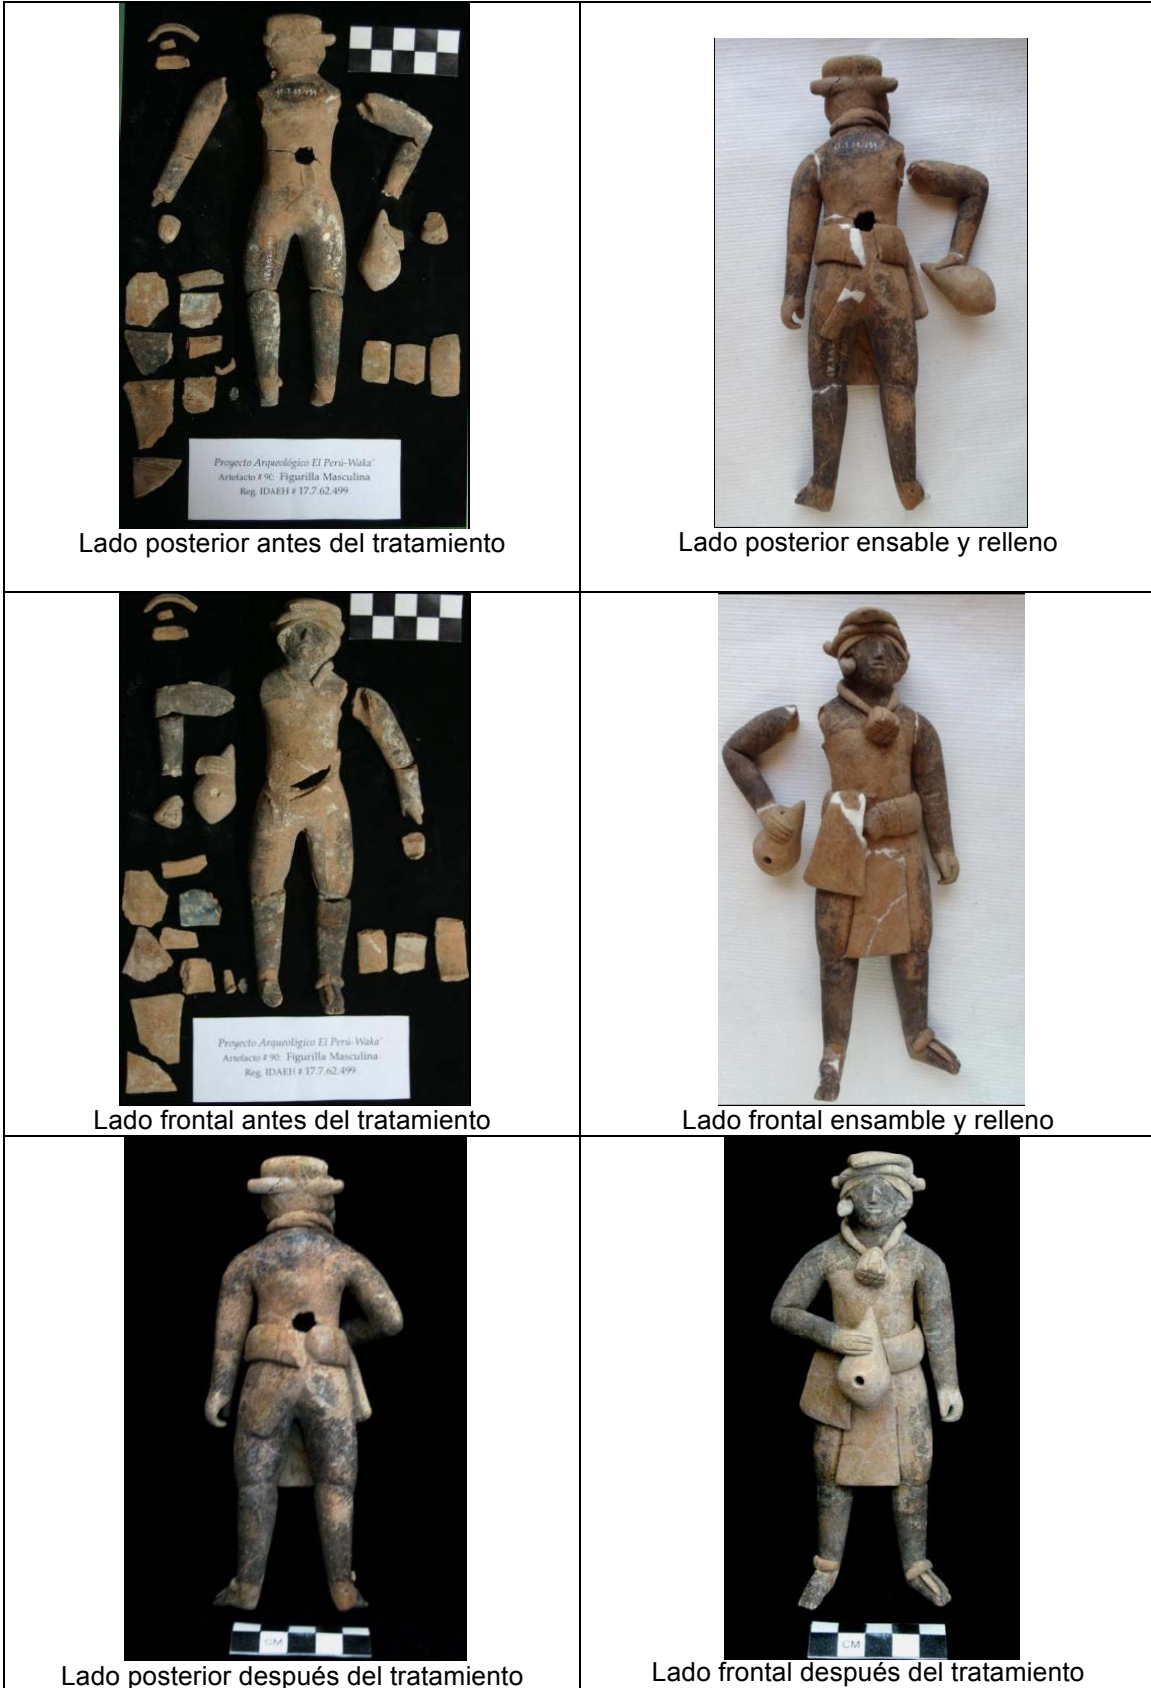 Proyecto Arqueológico El Perú-Waka'
Artefacto # 90: Figurilla Masculina
Reg. IDAEH # 17.7.62.499
Lado posterior antes del tratamiento
Lado posterior ensable y relleno
Proyecto Arqueológico El Perú-Waka'
Artefacto # 90: Figurilla Masculina
Reg. IDAEH # 17.7.62.499
Lado frontal antes del tratamiento
Lado frontal ensamble y relleno
CM
Lado posterior después del tratamiento
CM
Lado frontal después del tratamiento